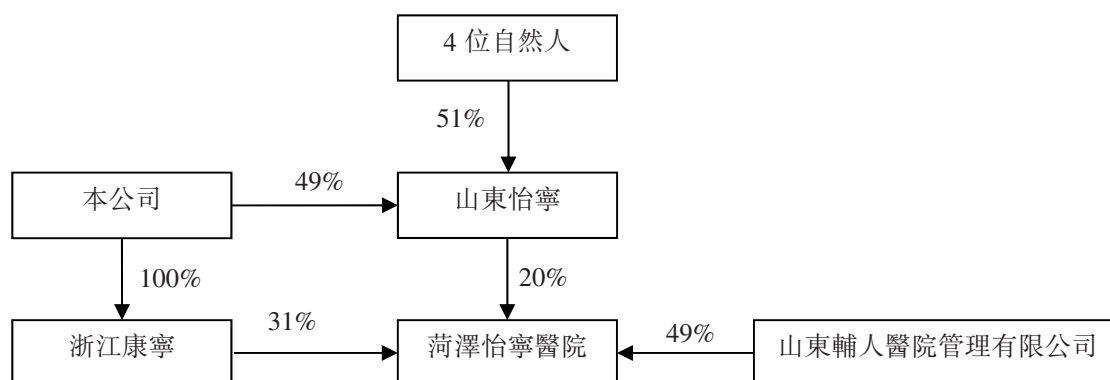 4 位自然人
51%
本公司
49%
山東怡寧
100%
20%
浙江康寧
31%
菏澤怡寧醫院
49%
山東輔人醫院管理有限公司